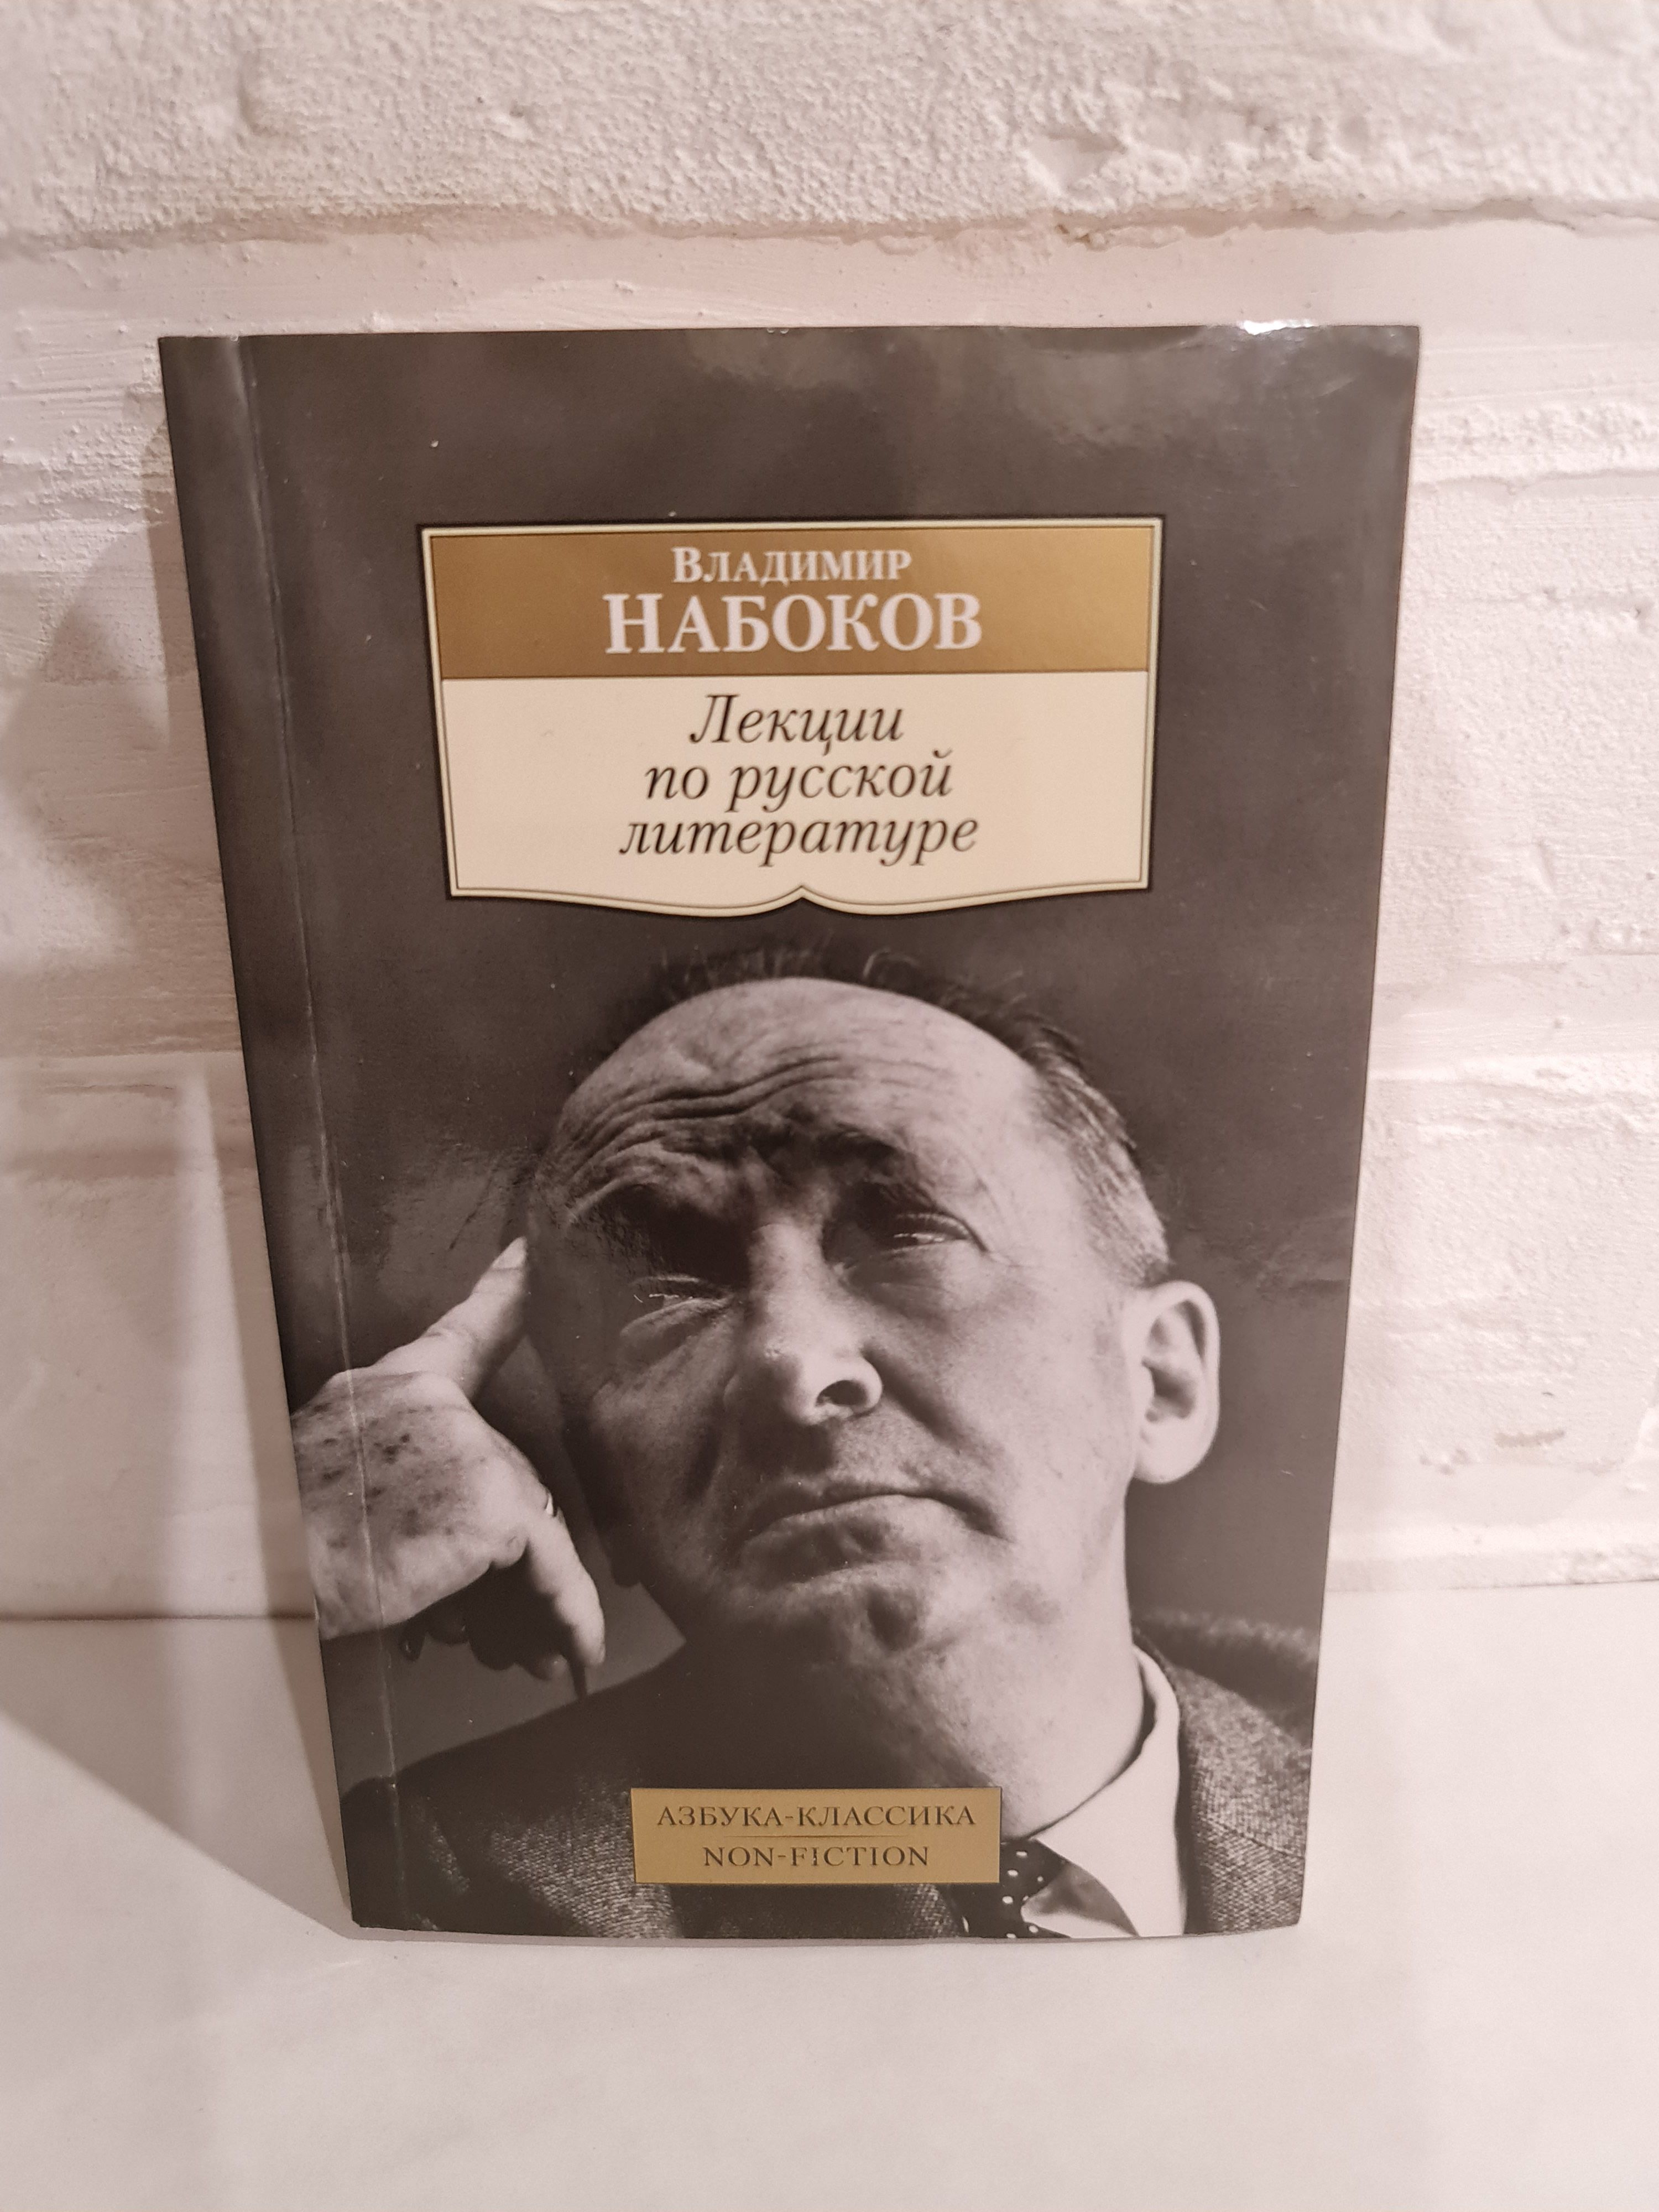 Владимир
НАБОКОВ
Лекции
по русской
литературе
АЗБУКА-КЛАССИКА
NON-FICTION